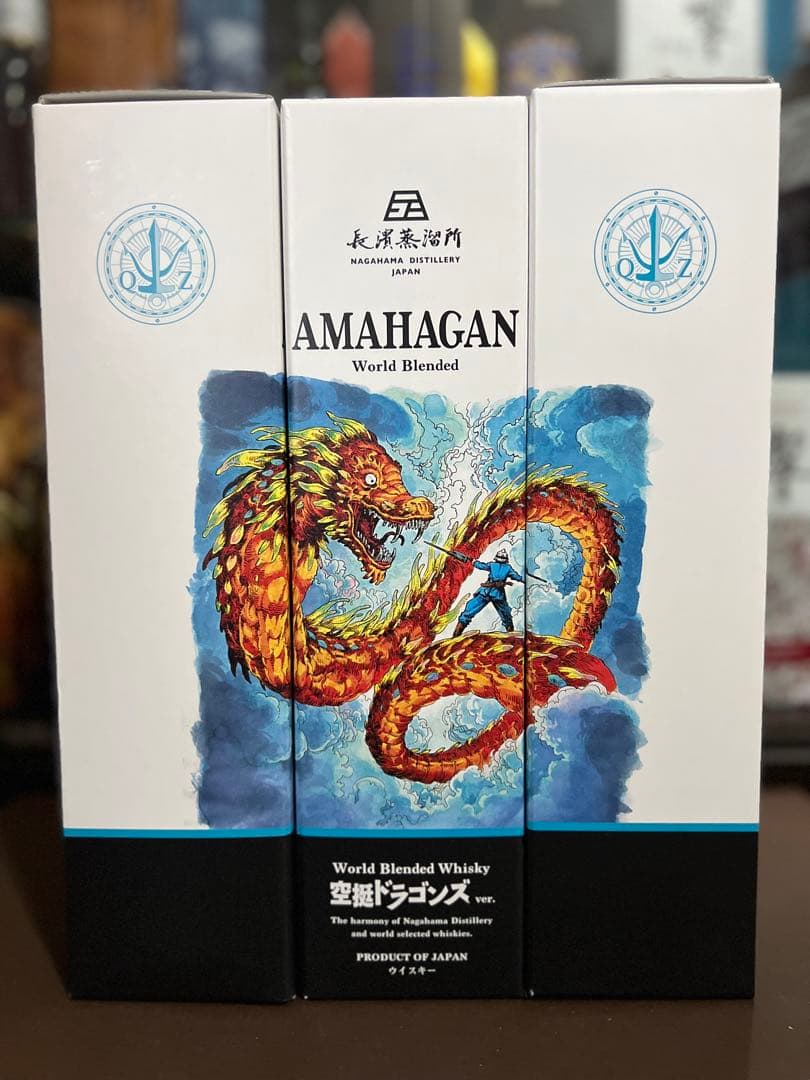 Q Z
長濱蒸溜所
NAGAHAMA DISTILLERY
JAPAN
AMAHAGAN
World Blended
Q Z
World Blended Whisky
空挺ドラゴンズ ver.
The harmony of Nagahama Distillery
and world selected whiskies.
PRODUCT OF JAPAN
ウイスキー